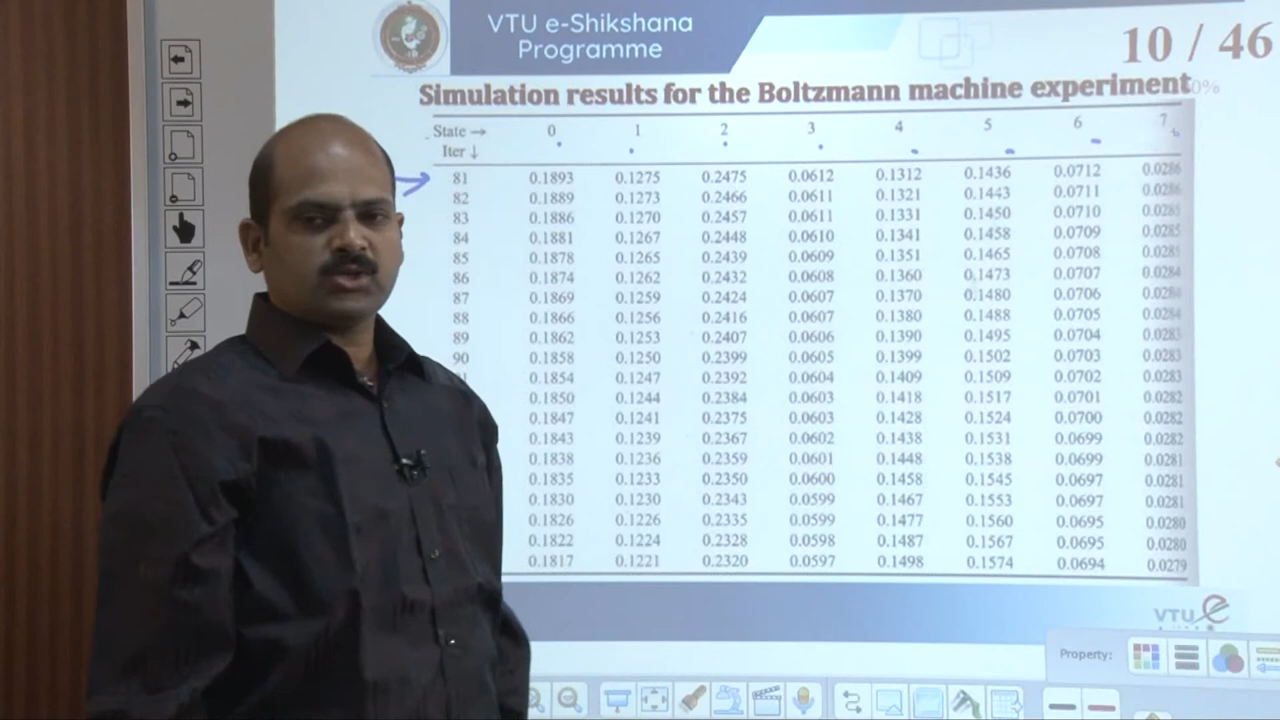 VTU e-Shikshana
Programme
10 / 46
Simulation results for the Boltzmann machine experiment
0%
State → 0 1 2 3 4 5 6 7
Iter ↓
81 0.1893 0.1275 0.2475 0.0612 0.1312 0.1436 0.0712 0.0286
82 0.1889 0.1273 0.2466 0.0611 0.1321 0.1443 0.0711 0.0286
83 0.1886 0.1270 0.2457 0.0611 0.1331 0.1450 0.0710 0.0285
84 0.1881 0.1267 0.2448 0.0610 0.1341 0.1458 0.0709 0.0285
85 0.1878 0.1265 0.2439 0.0609 0.1351 0.1465 0.0708 0.0285
86 0.1874 0.1262 0.2432 0.0608 0.1360 0.1473 0.0707 0.0284
87 0.1869 0.1259 0.2424 0.0607 0.1370 0.1480 0.0706 0.0284
88 0.1866 0.1256 0.2416 0.0607 0.1380 0.1488 0.0705 0.0284
89 0.1862 0.1253 0.2407 0.0606 0.1390 0.1495 0.0704 0.0283
90 0.1858 0.1250 0.2399 0.0605 0.1399 0.1502 0.0703 0.0283
0.1854 0.1247 0.2392 0.0604 0.1409 0.1509 0.0702 0.0283
0.1850 0.1244 0.2384 0.0603 0.1418 0.1517 0.0701 0.0282
0.1847 0.1241 0.2375 0.0603 0.1428 0.1524 0.0700 0.0282
0.1843 0.1239 0.2367 0.0602 0.1438 0.1531 0.0699 0.0282
0.1838 0.1236 0.2359 0.0601 0.1448 0.1538 0.0699 0.0281
0.1835 0.1233 0.2350 0.0600 0.1458 0.1545 0.0697 0.0281
0.1830 0.1230 0.2343 0.0599 0.1467 0.1553 0.0697 0.0281
0.1826 0.1226 0.2335 0.0599 0.1477 0.1560 0.0695 0.0280
0.1822 0.1224 0.2328 0.0598 0.1487 0.1567 0.0695 0.0280
0.1817 0.1221 0.2320 0.0597 0.1498 0.1574 0.0694 0.0279
VTU e
Property: